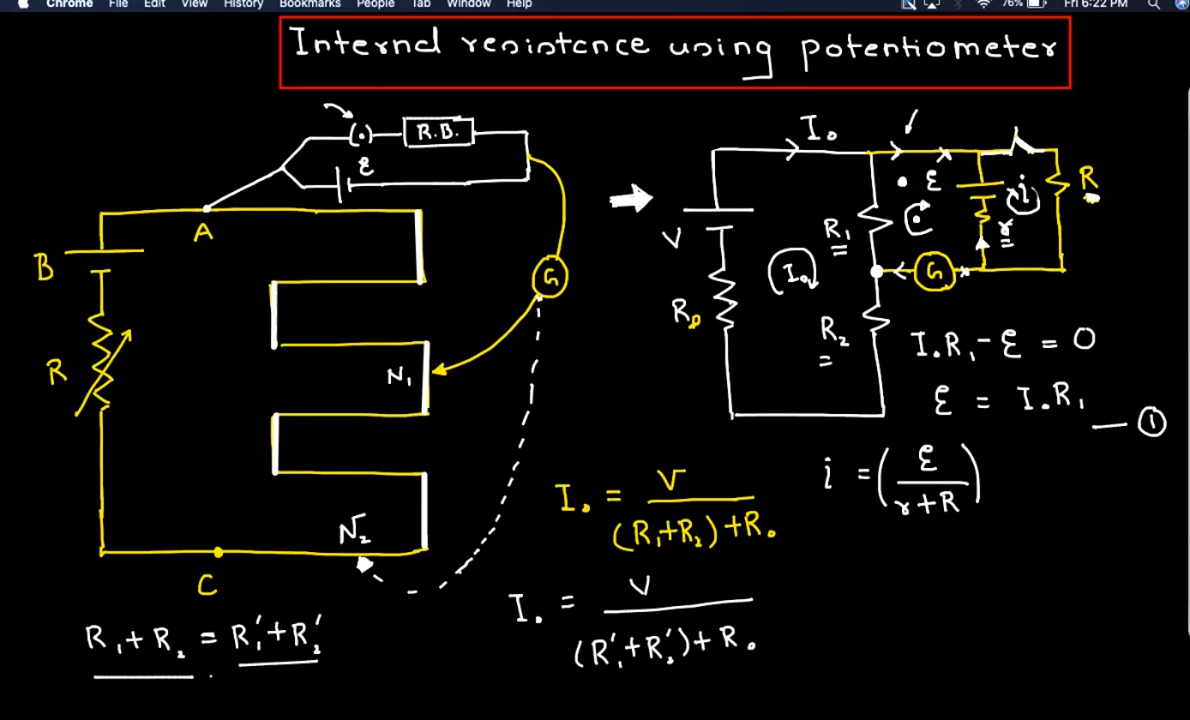 Chrome File Edit View History Bookmarks People Tab Window Help 76% Fri 6:22 PM
Internal resistance using potentiometer
(.) R.B.
ε
A
B
G
R
N₁
N₂
C
R₁+R₂ = R₁'+R₂'
I₀
V
R₀
R₁
R₂
I₀
ε
i
R
r
G
I₀R₁ - ε = 0
ε = I₀R₁ — ①
i = (ε / (r+R))
I₀ = V / ((R₁+R₂)+R₀)
I₀ = V / ((R₁'+R₂')+R₀)